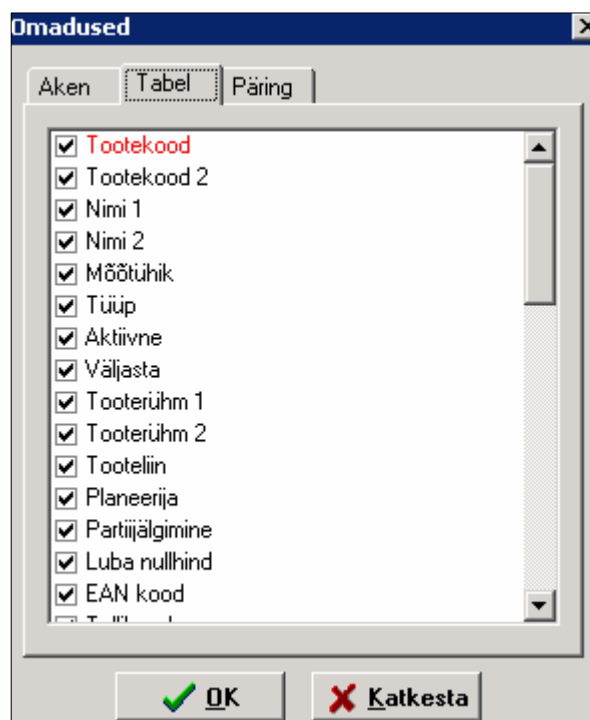 Omadused
Aken Tabel Päring
Tootekood
Tootekood 2
Nimi 1
Nimi 2
Mõõtühik
Tüüp
Aktiivne
Väljasta
Tooterühm 1
Tooterühm 2
Tooteliin
Planeerija
Partiijälgimine
Luba nullhind
EAN kood
OK Katkesta